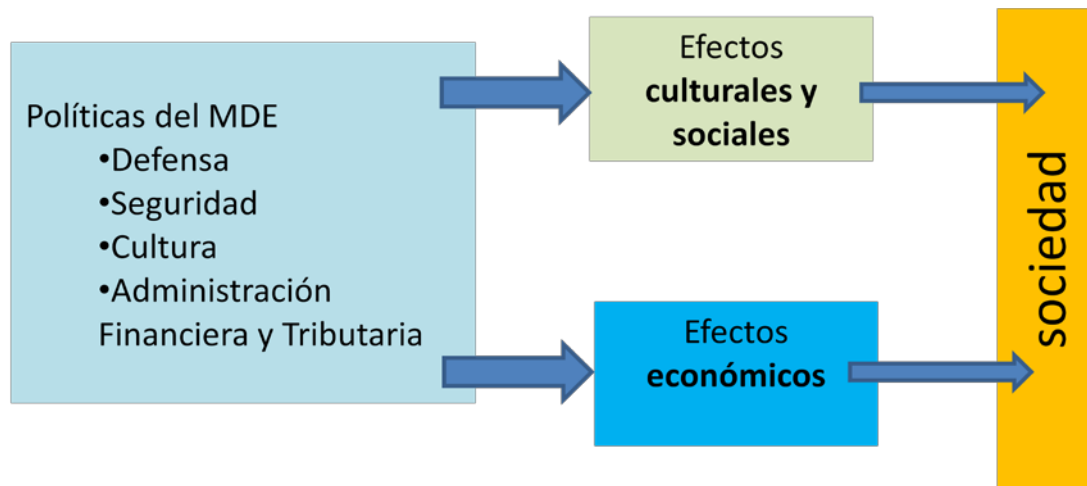 Políticas del MDE
•Defensa
•Seguridad
•Cultura
•Administración
Financiera y Tributaria
Efectos
culturales y
sociales
Efectos
económicos
sociedad